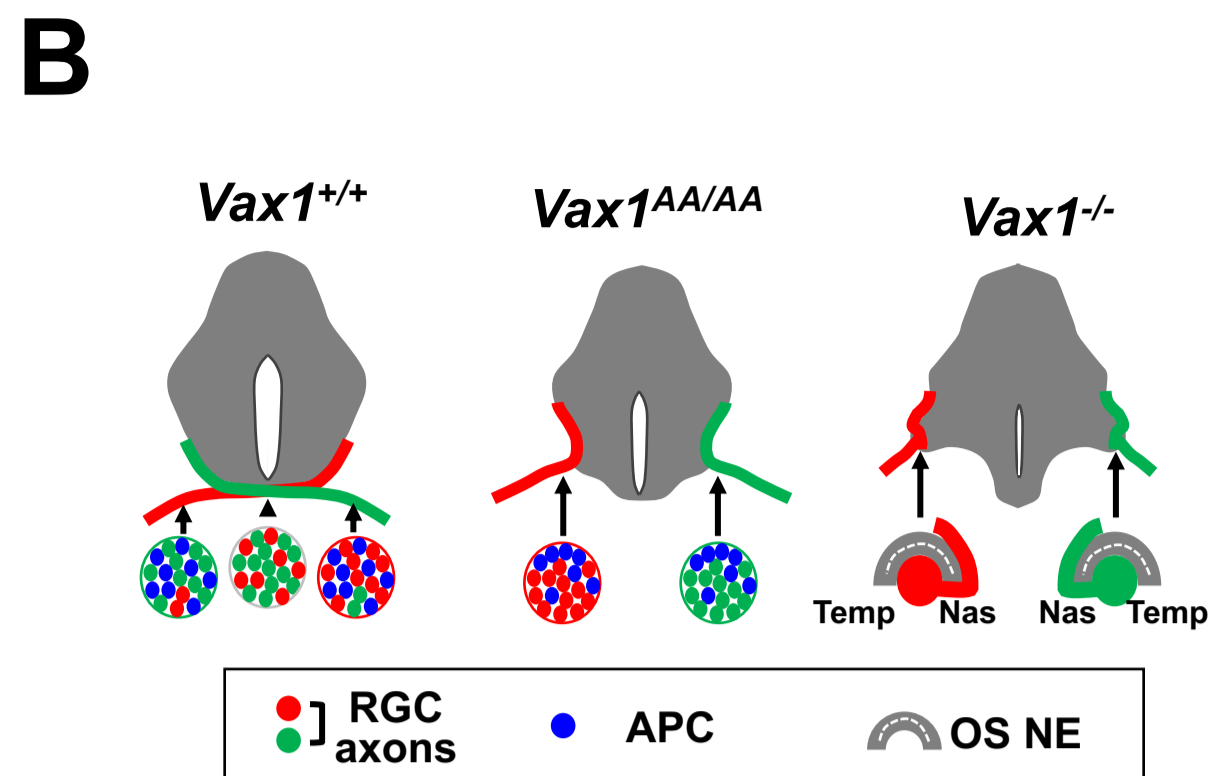 B
Vax1+/+
Vax1AA/AA
Vax1-/-
Temp Nas Nas Temp
RGC
axons
APC
OS NE